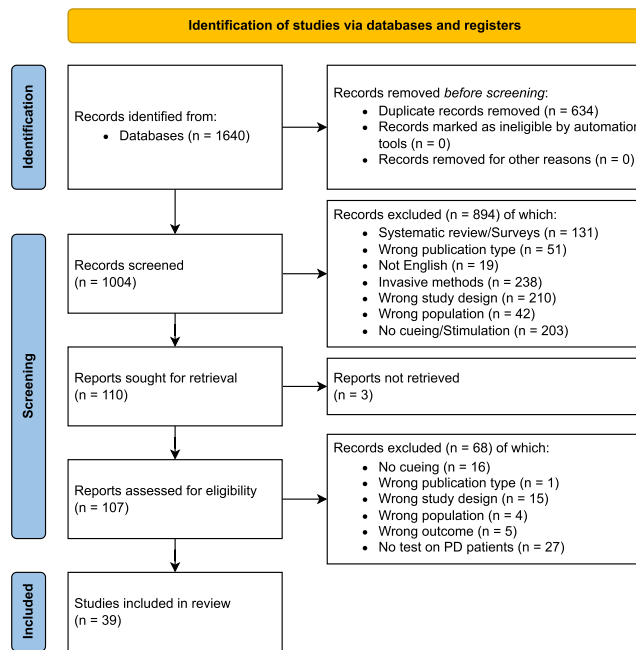 Identification of studies via databases and registers
Identification
Records identified from:
• Databases (n = 1640)
Records removed before screening:
• Duplicate records removed (n = 634)
• Records marked as ineligible by automation
tools (n = 0)
• Records removed for other reasons (n = 0)
Screening
Records screened
(n = 1004)
Records excluded (n = 894) of which:
• Systematic review/Surveys (n = 131)
• Wrong publication type (n = 51)
• Not English (n = 19)
• Invasive methods (n = 238)
• Wrong study design (n = 210)
• Wrong population (n = 42)
• No cueing/Stimulation (n = 203)
Reports sought for retrieval
(n = 110)
Reports not retrieved
(n = 3)
Reports assessed for eligibility
(n = 107)
Records excluded (n = 68) of which:
• No cueing (n = 16)
• Wrong publication type (n = 1)
• Wrong study design (n = 15)
• Wrong population (n = 4)
• Wrong outcome (n = 5)
• No test on PD patients (n = 27)
Included
Studies included in review
(n = 39)